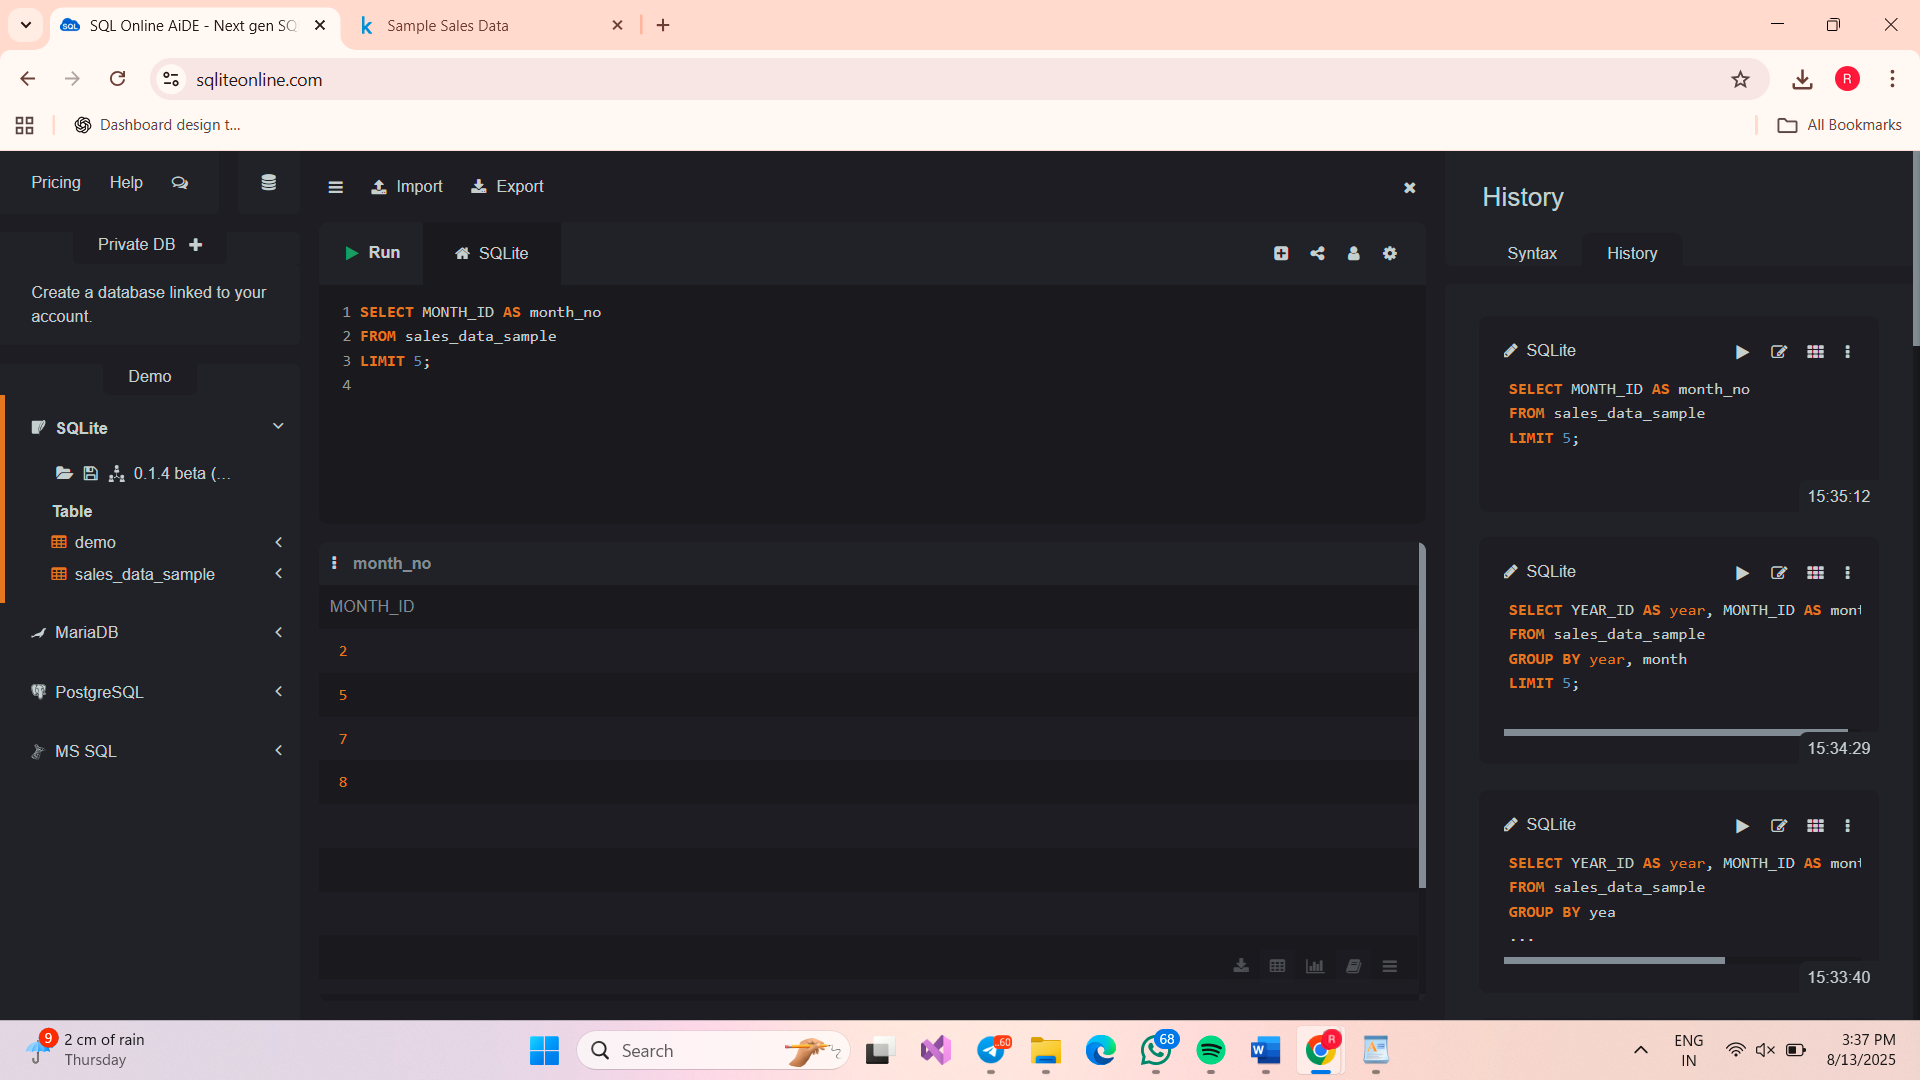 SQL Online AiDE - Next gen SQ
Sample Sales Data
sqliteonline.com
R
Dashboard design t...
All Bookmarks
Pricing
Help
Import
Export
Private DB
Create a database linked to your
account.
Demo
SQLite
0.1.4 beta (...
Table
demo
sales_data_sample
MariaDB
PostgreSQL
MS SQL
Run
SQLite
1 SELECT MONTH_ID AS month_no
2 FROM sales_data_sample
3 LIMIT 5;
4
month_no
MONTH_ID
2
5
7
8
History
Syntax
History
SQLite
SELECT MONTH_ID AS month_no
FROM sales_data_sample
LIMIT 5;
15:35:12
SQLite
SELECT YEAR_ID AS year, MONTH_ID AS mont
FROM sales_data_sample
GROUP BY year, month
LIMIT 5;
15:34:29
SQLite
SELECT YEAR_ID AS year, MONTH_ID AS mont
FROM sales_data_sample
GROUP BY yea
...
15:33:40
9
2 cm of rain
Thursday
Search
..60
68
R
ENG
IN
3:37 PM
8/13/2025